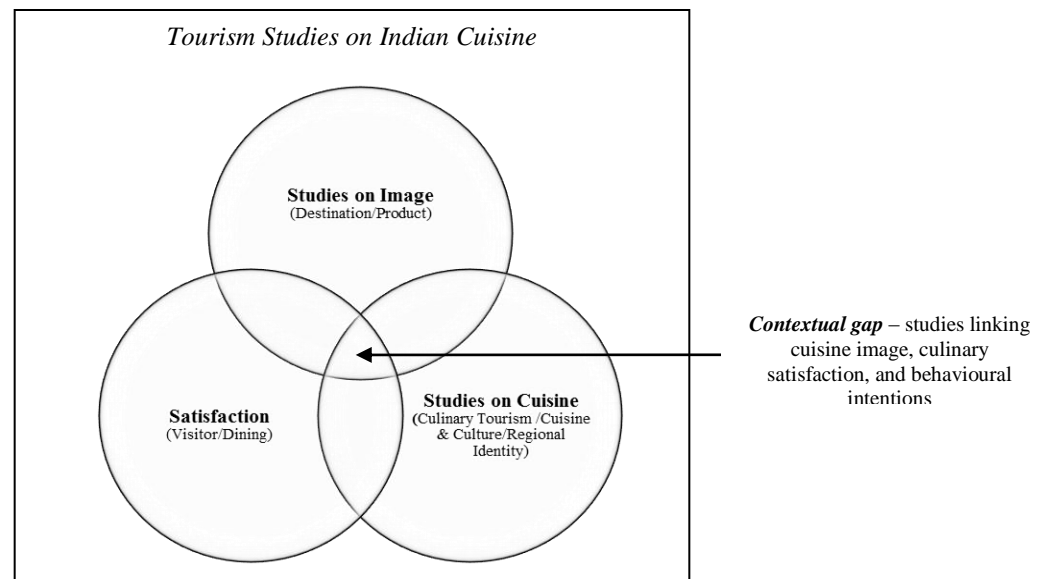 Tourism Studies on Indian Cuisine
Studies on Image
(Destination/Product)
Contextual gap – studies linking
cuisine image, culinary
satisfaction, and behavioural
intentions
Satisfaction
(Visitor/Dining)
Studies on Cuisine
(Culinary Tourism /Cuisine
& Culture/Regional
Identity)